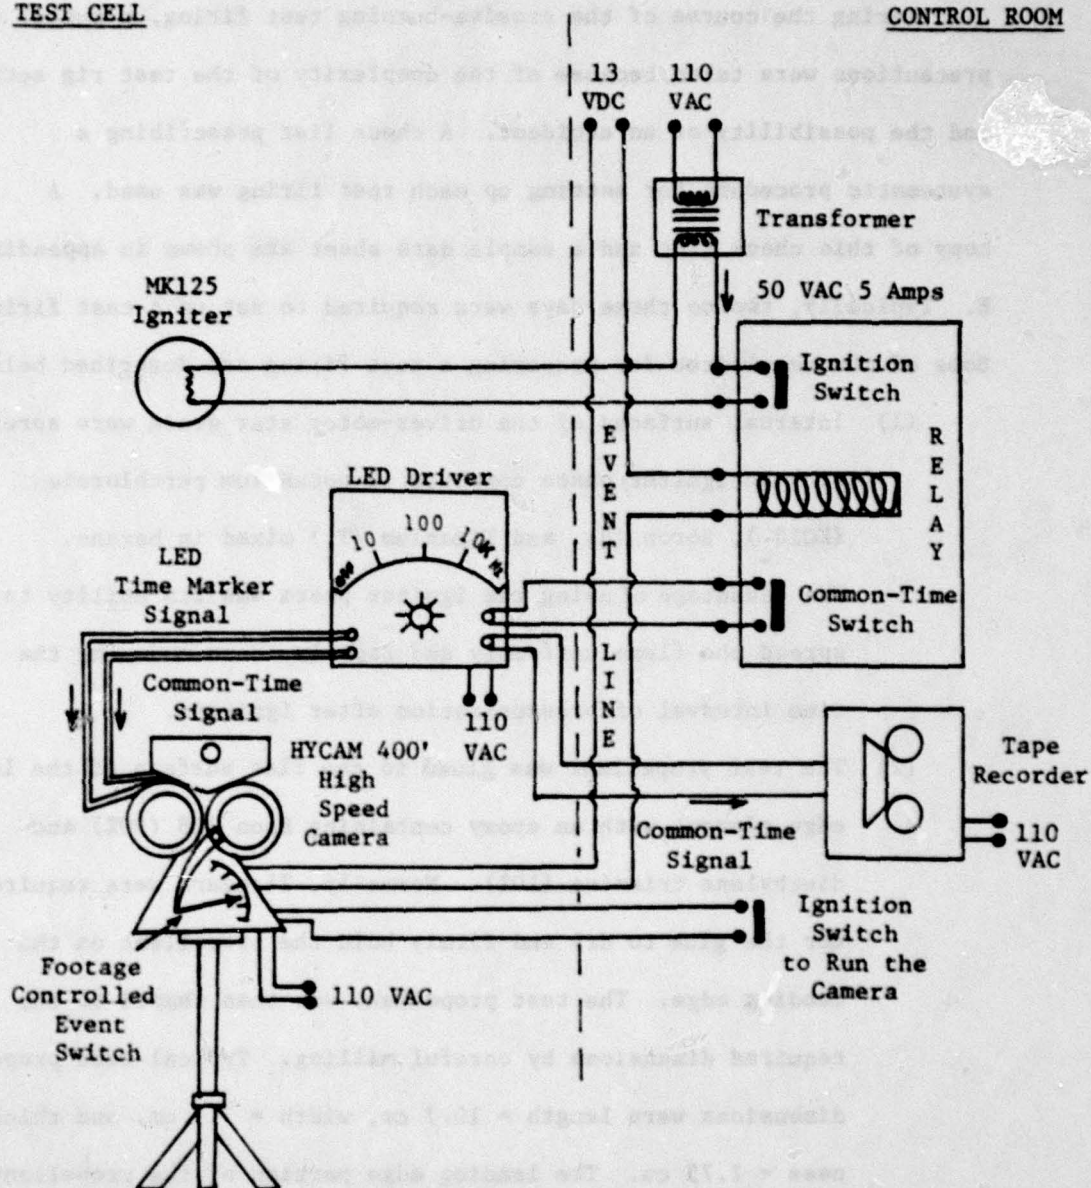 TEST CELL
CONTROL ROOM
13
VDC
110
VAC
Transformer
50 VAC 5 Amps
MK125
Igniter
Ignition
Switch
RELAY
EVENT LINE
LED Driver
10
100
LED
Time Marker
Signal
Common-Time
Switch
Common-Time
Signal
110
VAC
HYCAM 400'
High
Speed
Camera
Tape
Recorder
110
VAC
Common-Time
Signal
Ignition
Switch
to Run the
Camera
110 VAC
Footage
Controlled
Event
Switch